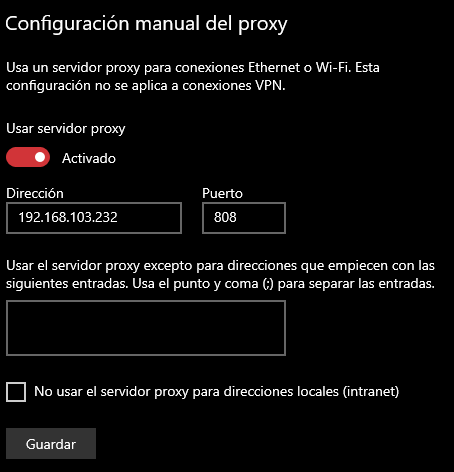 Configuración manual del proxy
Usa un servidor proxy para conexiones Ethernet o Wi-Fi. Esta
configuración no se aplica a conexiones VPN.
Usar servidor proxy
Activado
Dirección
Puerto
192.168.103.232
808
Usar el servidor proxy excepto para direcciones que empiecen con las
siguientes entradas. Usa el punto y coma (;) para separar las entradas.
No usar el servidor proxy para direcciones locales (intranet)
Guardar